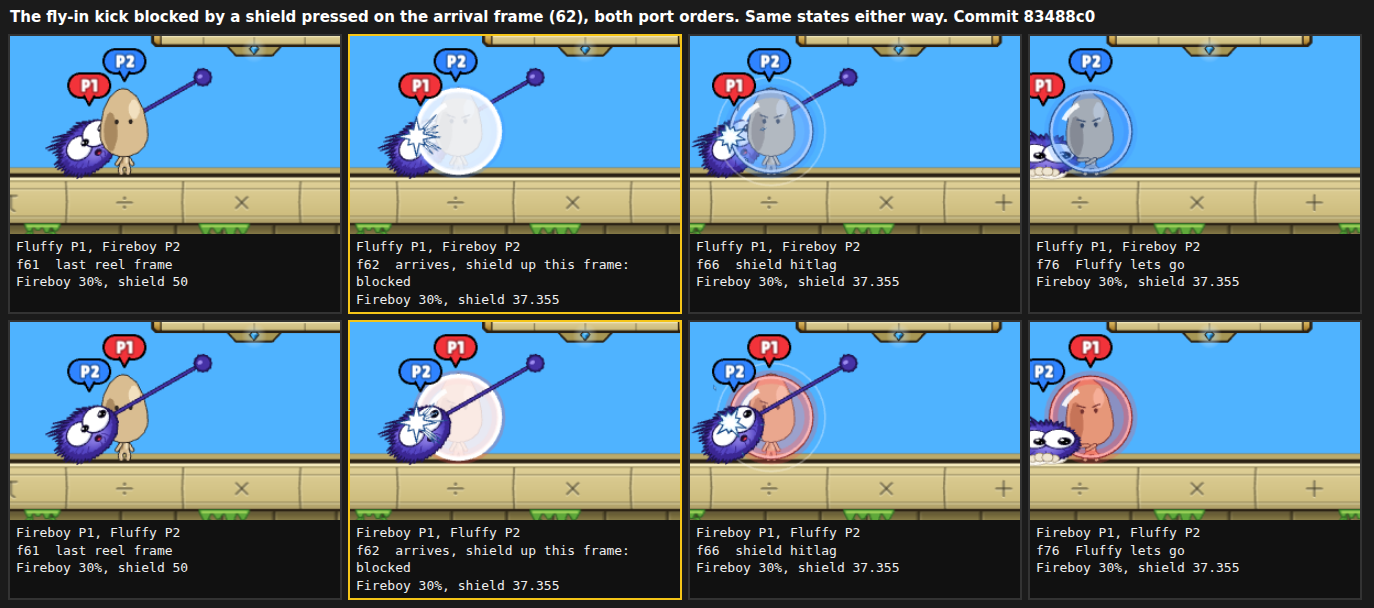 The fly-in kick blocked by a shield pressed on the arrival frame (62), both port orders. Same states either way. Commit 83488c0
P2
P1
÷ ×
Fluffy P1, Fireboy P2
f61 last reel frame
Fireboy 30%, shield 50
P2
P1
÷ ×
Fluffy P1, Fireboy P2
f62 arrives, shield up this frame:
blocked
Fireboy 30%, shield 37.355
P2
P1
÷ × +
Fluffy P1, Fireboy P2
f66 shield hitlag
Fireboy 30%, shield 37.355
P2
P1
÷ × +
Fluffy P1, Fireboy P2
f76 Fluffy lets go
Fireboy 30%, shield 37.355
P1
P2
÷ ×
Fireboy P1, Fluffy P2
f61 last reel frame
Fireboy 30%, shield 50
P1
P2
÷ ×
Fireboy P1, Fluffy P2
f62 arrives, shield up this frame:
blocked
Fireboy 30%, shield 37.355
P1
P2
÷ × +
Fireboy P1, Fluffy P2
f66 shield hitlag
Fireboy 30%, shield 37.355
P1
P2
÷ × +
Fireboy P1, Fluffy P2
f76 Fluffy lets go
Fireboy 30%, shield 37.355